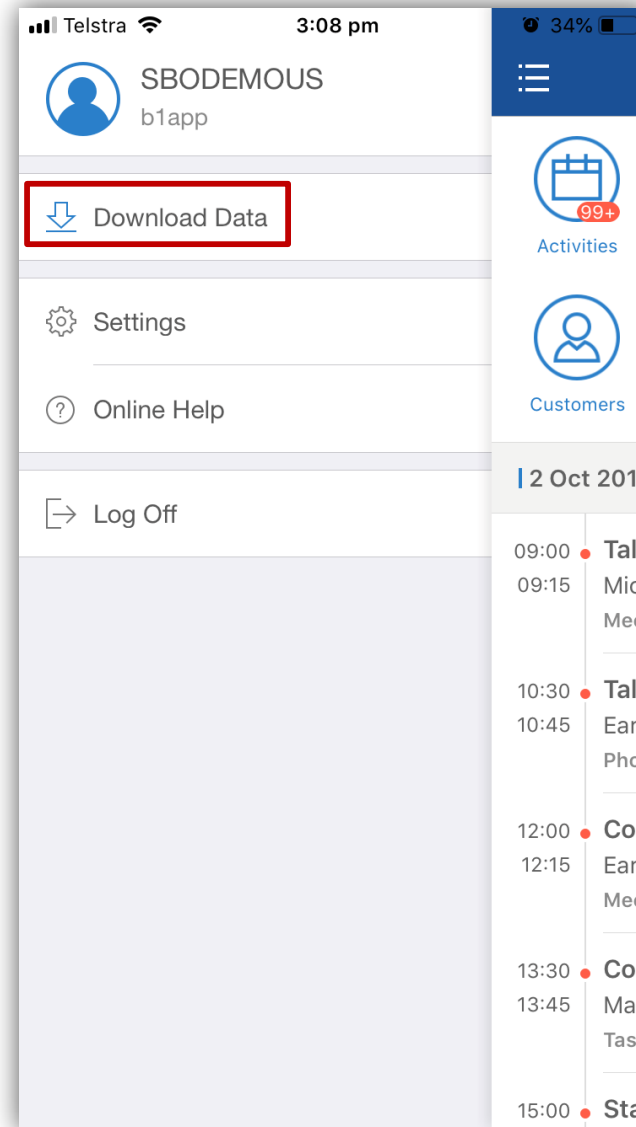 Telstra 3:08 pm 34%
SBODEMOUS
b1app
Download Data
Settings
? Online Help
Log Off
99+
Activities
Customers
2 Oct 201
09:00
09:15
10:30
10:45
12:00
12:15
13:30
13:45
15:00